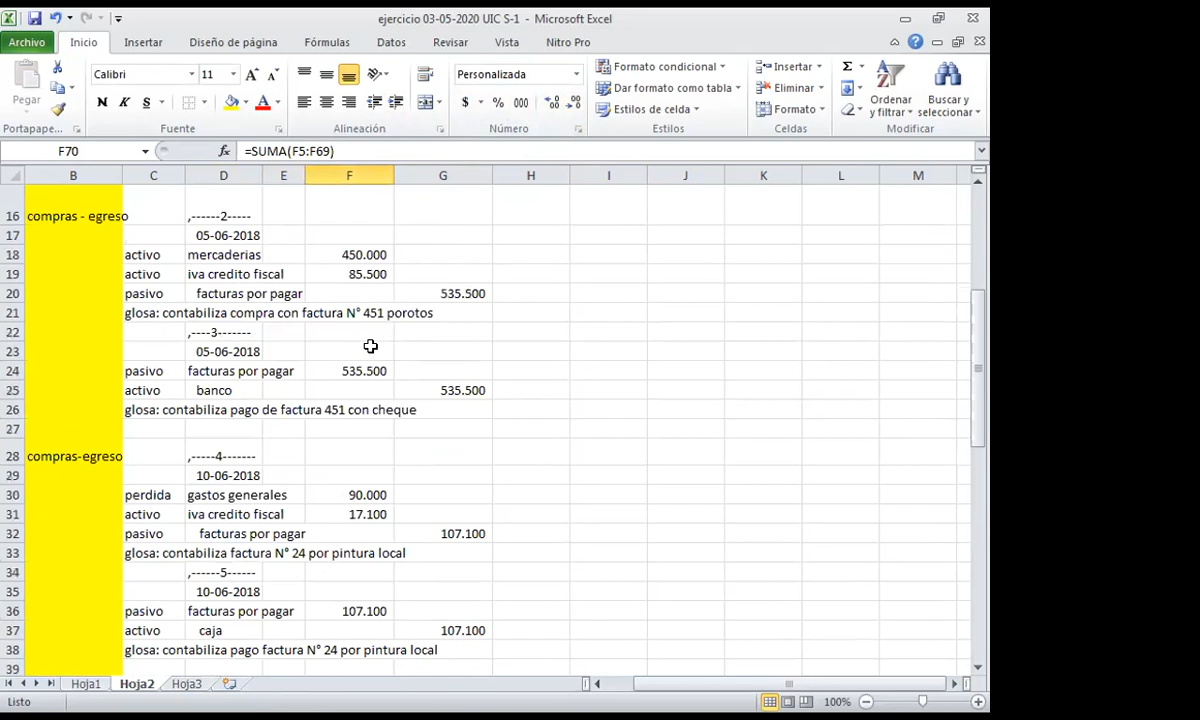 ejercicio 03-05-2020 UIC S-1 - Microsoft Excel
Archivo Inicio Insertar Diseño de página Fórmulas Datos Revisar Vista Nitro Pro
Calibri 11 Personalizada Formato condicional Insertar
Pegar Dar formato como tabla Eliminar Ordenar y filtrar Buscar y seleccionar
N K S $ % 000 Estilos de celda Formato
Portapape... Fuente Alineación Número Estilos Celdas Modificar
F70 fx =SUMA(F5:F69)
B C D E F G H I J K L M
16 compras - egreso ,------2-----
17 05-06-2018
18 activo mercaderias 450.000
19 activo iva credito fiscal 85.500
20 pasivo facturas por pagar 535.500
21 glosa: contabiliza compra con factura N° 451 porotos
22 ,----3-------
23 05-06-2018
24 pasivo facturas por pagar 535.500
25 activo banco 535.500
26 glosa: contabiliza pago de factura 451 con cheque
27
28 compras-egreso ,-----4-------
29 10-06-2018
30 perdida gastos generales 90.000
31 activo iva credito fiscal 17.100
32 pasivo facturas por pagar 107.100
33 glosa: contabiliza factura N° 24 por pintura local
34 ,------5------
35 10-06-2018
36 pasivo facturas por pagar 107.100
37 activo caja 107.100
38 glosa: contabiliza pago factura N° 24 por pintura local
39
Hoja1 Hoja2 Hoja3
Listo 100%